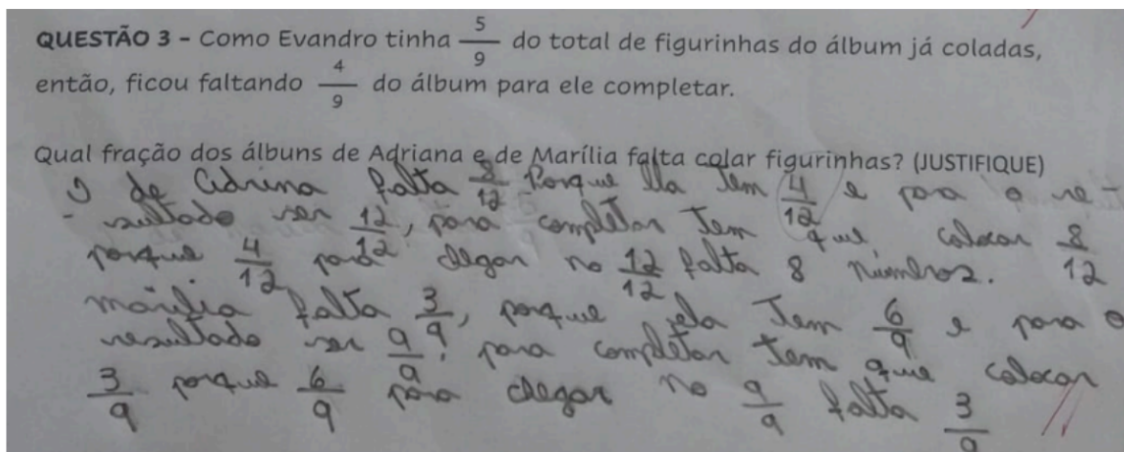 QUESTÃO 3 - Como Evandro tinha 5/9 do total de figurinhas do álbum já coladas,
então, ficou faltando 4/9 do álbum para ele completar.
Qual fração dos álbuns de Adriana e de Marília falta colar figurinhas? (JUSTIFIQUE)
O de Adrina falta 8/12 Porque Ela Tem 4/12 e para o re-
sultado ser 12/12, para completar Tem que colocar 8/12
porque 4/12 para chegar no 12/12 falta 8 números.
marilia falta 3/9, porque ela Tem 6/9 e para o
resultado ser 9/9, para completar tem que colocar
3/9 porque 6/9 para chegar no 9/9 falta 3/9